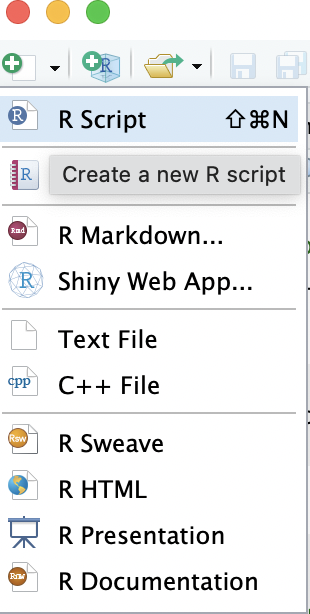 R Script ⇧⌘N
Create a new R script
R Markdown...
Shiny Web App...
Text File
C++ File
R Sweave
R HTML
R Presentation
R Documentation